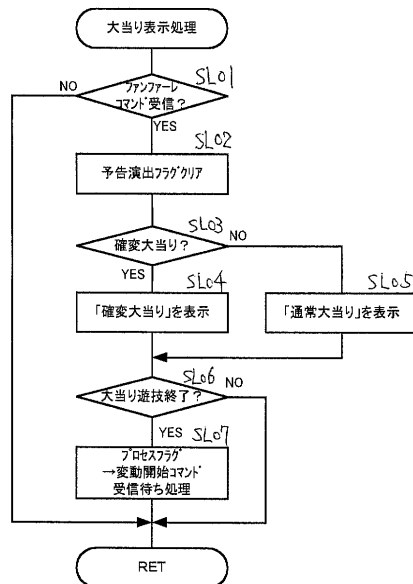 大当り表示処理
SL01
NO
ファンファーレ
コマンド受信?
YES
SL02
予告演出フラグクリア
SL03
確変大当り?
NO
YES
SL04
SL05
「確変大当り」を表示
「通常大当り」を表示
SL06
大当り遊技終了?
NO
YES
SL07
プロセスフラグ
→変動開始コマンド
受信待ち処理
RET